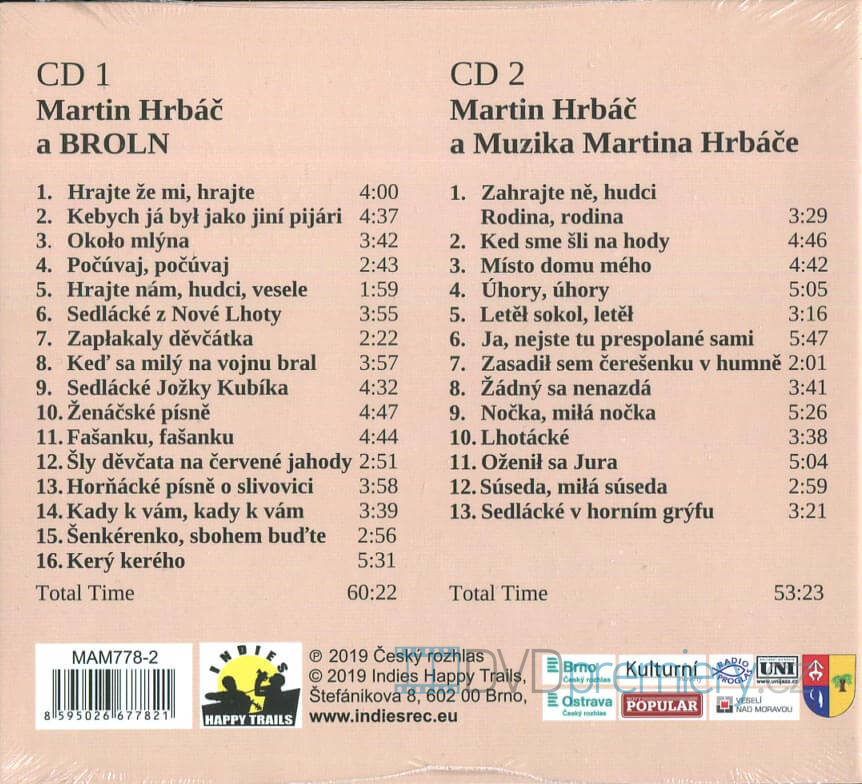 CD 1
Martin Hrbáč
a BROLN
1. Hrajte že mi, hrajte 4:00
2. Kebych já był jako jiní pijári 4:37
3. Około młýna 3:42
4. Počúvaj, počúvaj 2:43
5. Hrajte nám, hudci, vesele 1:59
6. Sedlácké z Nové Lhoty 3:55
7. Zapłakaly děvčátka 2:22
8. Keď sa milý na vojnu bral 3:57
9. Sedlácké Jožky Kubíka 4:32
10. Ženáčské písně 4:47
11. Fašanku, fašanku 4:44
12. Šly děvčata na červené jahody 2:51
13. Horňácké písně o slivovici 3:58
14. Kady k vám, kady k vám 3:39
15. Šenkérenko, sbohem buďte 2:56
16. Kerý kerého 5:31
Total Time 60:22
CD 2
Martin Hrbáč
a Muzika Martina Hrbáče
1. Zahrajte ně, hudci
Rodina, rodina 3:29
2. Ked sme šli na hody 4:46
3. Místo domu mého 4:42
4. Úhory, úhory 5:05
5. Letěł sokol, letěł 3:16
6. Ja, nejste tu prespolané sami 5:47
7. Zasadił sem čerešenku v humně 2:01
8. Žádný sa nenazdá 3:41
9. Nočka, miłá nočka 5:26
10. Lhotácké 3:38
11. Oženił sa Jura 5:04
12. Súseda, miłá súseda 2:59
13. Sedlácké v horním grýfu 3:21
Total Time 53:23
MAM778-2
8 595026 677821
INDIES
HAPPY TRAILS
℗ 2019 Český rozhlas
© 2019 Indies Happy Trails,
Štefánikova 8, 602 00 Brno,
www.indiesrec.eu
Brno
Český rozhlas
Ostrava
Český rozhlas
Kulturní
POPULAR
RADIO
PROGLAS
UNI
www.unijazz.cz
VESELÍ
NAD MORAVOU
DVDpremiery.cz